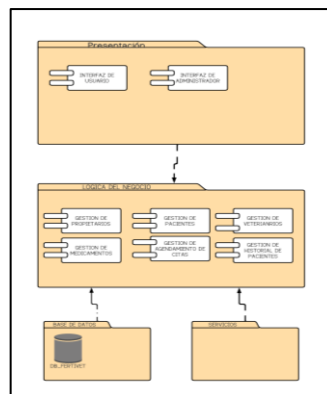 Presentación
INTERFAZ DE
USUARIO
INTERFAZ DE
ADMINISTRADOR
LOGICA DEL NEGOCIO
GESTION DE
PROPIETARIOS
GESTION DE
PACIENTES
GESTION DE
VETERINARIOS
GESTION DE
MEDICAMENTOS
GESTION DE
AGENDAMIENTO DE
CITAS
GESTION DE
HISTORIAL DE
PACIENTES
BASE DE DATOS
SERVICIOS